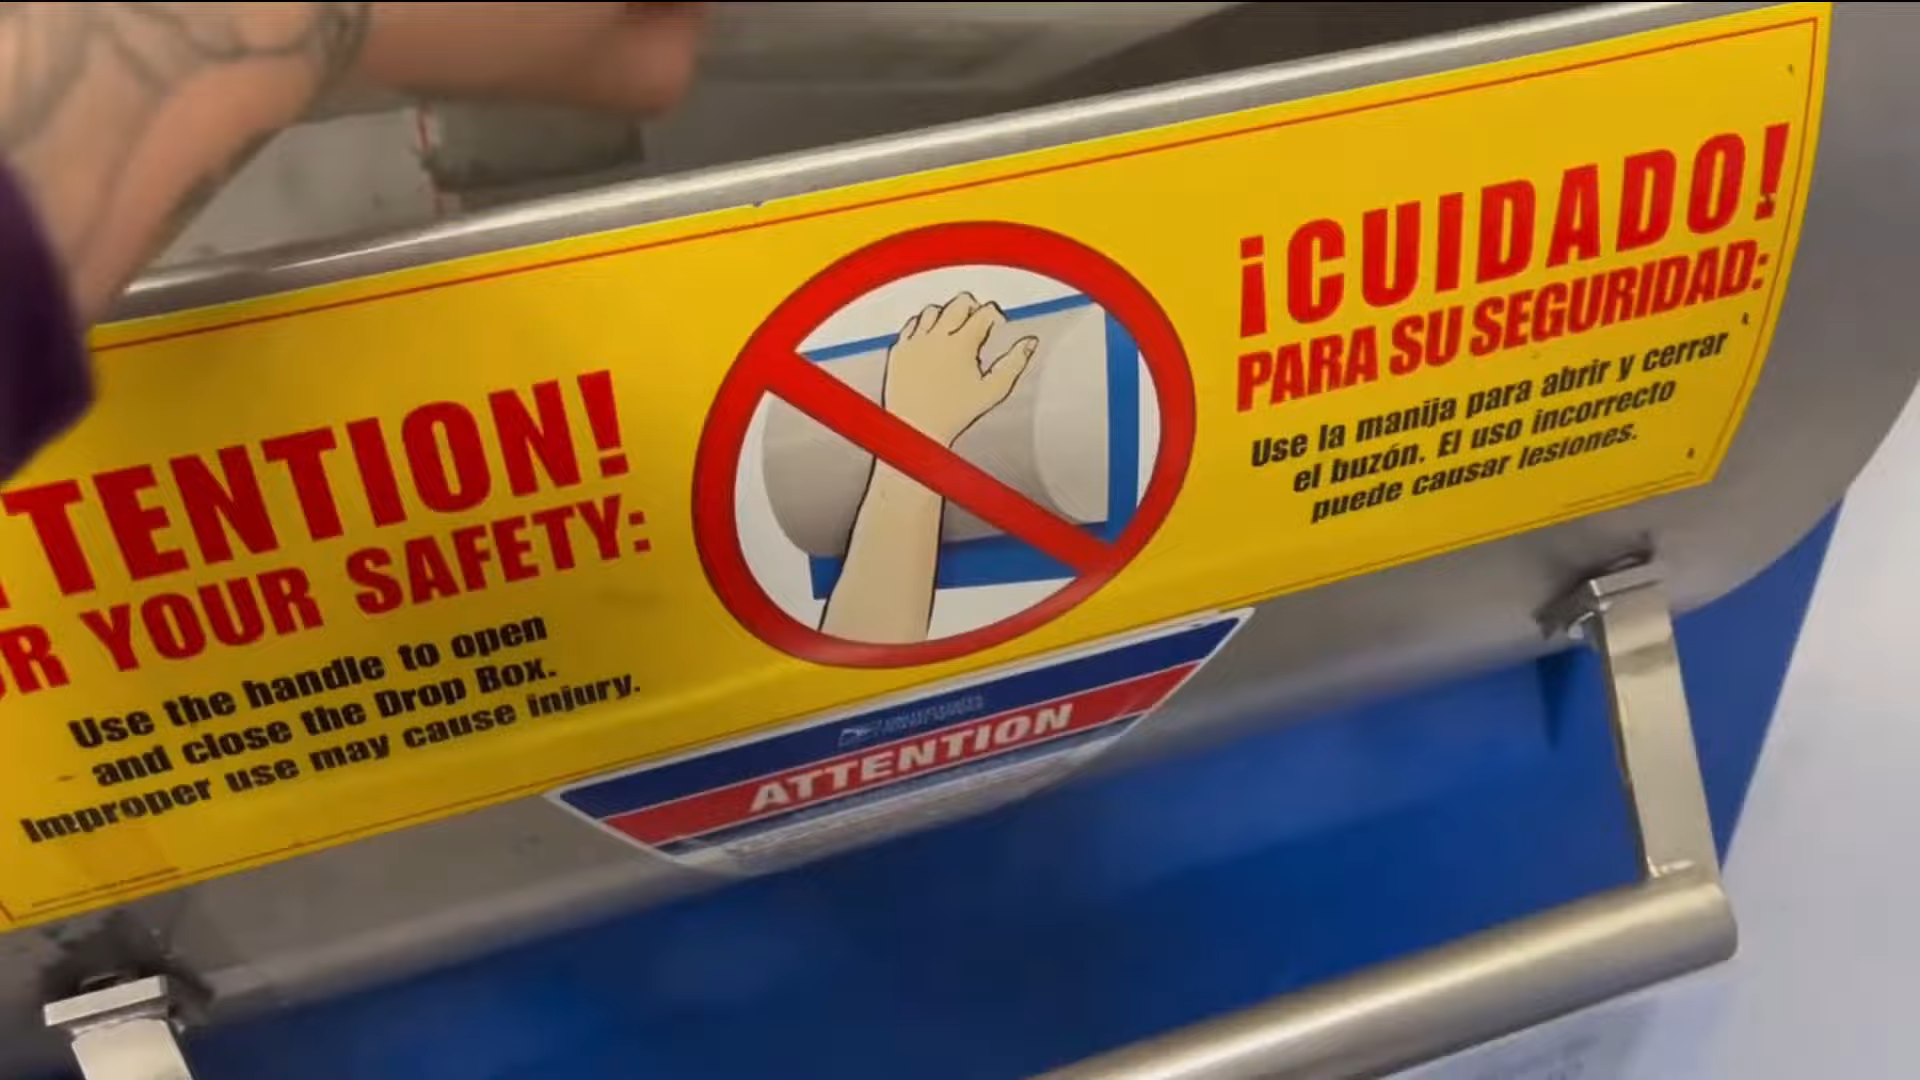 TTENTION!
R YOUR SAFETY:
Use the handle to open
and close the Drop Box.
Improper use may cause injury.
¡CUIDADO!
PARA SU SEGURIDAD:
Use la manija para abrir y cerrar
el buzón. El uso incorrecto
puede causar lesiones.
ATTENTION